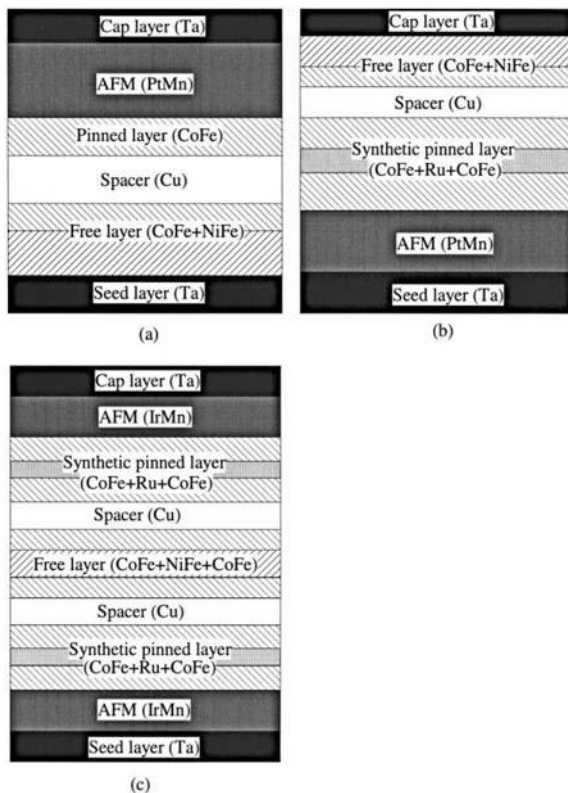 Cap layer (Ta)
AFM (PtMn)
Pinned layer (CoFe)
Spacer (Cu)
Free layer (CoFe+NiFe)
Seed layer (Ta)
(a)
Cap layer (Ta)
Free layer (CoFe+NiFe)
Spacer (Cu)
Synthetic pinned layer
(CoFe+Ru+CoFe)
AFM (PtMn)
Seed layer (Ta)
(b)
Cap layer (Ta)
AFM (IrMn)
Synthetic pinned layer
(CoFe+Ru+CoFe)
Spacer (Cu)
Free layer (CoFe+NiFe+CoFe)
Spacer (Cu)
Synthetic pinned layer
(CoFe+Ru+CoFe)
AFM (IrMn)
Seed layer (Ta)
(c)